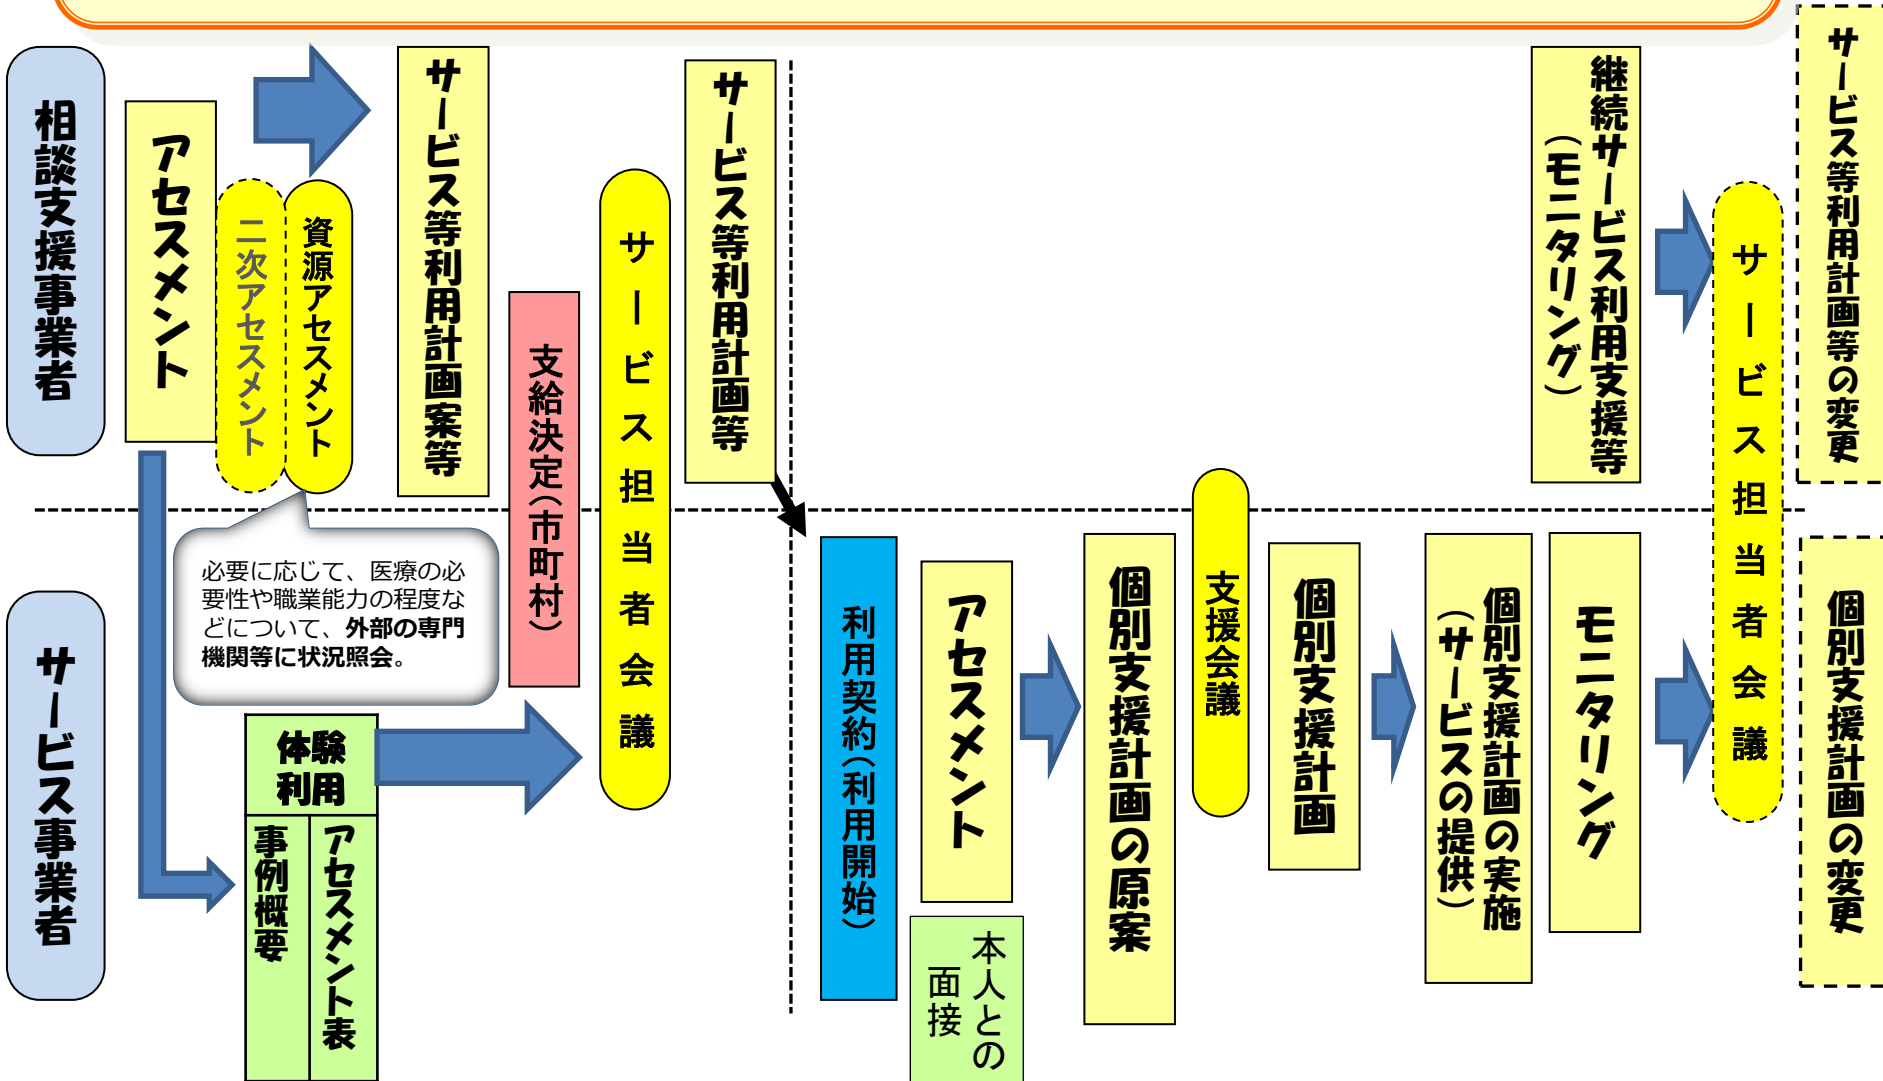 相談支援事業者
アセスメント
二次アセスメント
資源アセスメント
サービス等利用計画案等
支給決定(市町村)
サービス担当者会議
サービス等利用計画等
継続サービス利用支援等
(モニタリング)
サービス担当者会議
サービス等利用計画等の変更
必要に応じて、医療の必
要性や職業能力の程度な
どについて、外部の専門
機関等に状況照会。
サービス事業者
体験
利用
事例概要
アセスメント表
利用契約(利用開始)
アセスメント
本人との
面接
個別支援計画の原案
支援会議
個別支援計画
個別支援計画の実施
(サービスの提供)
モニタリング
個別支援計画の変更